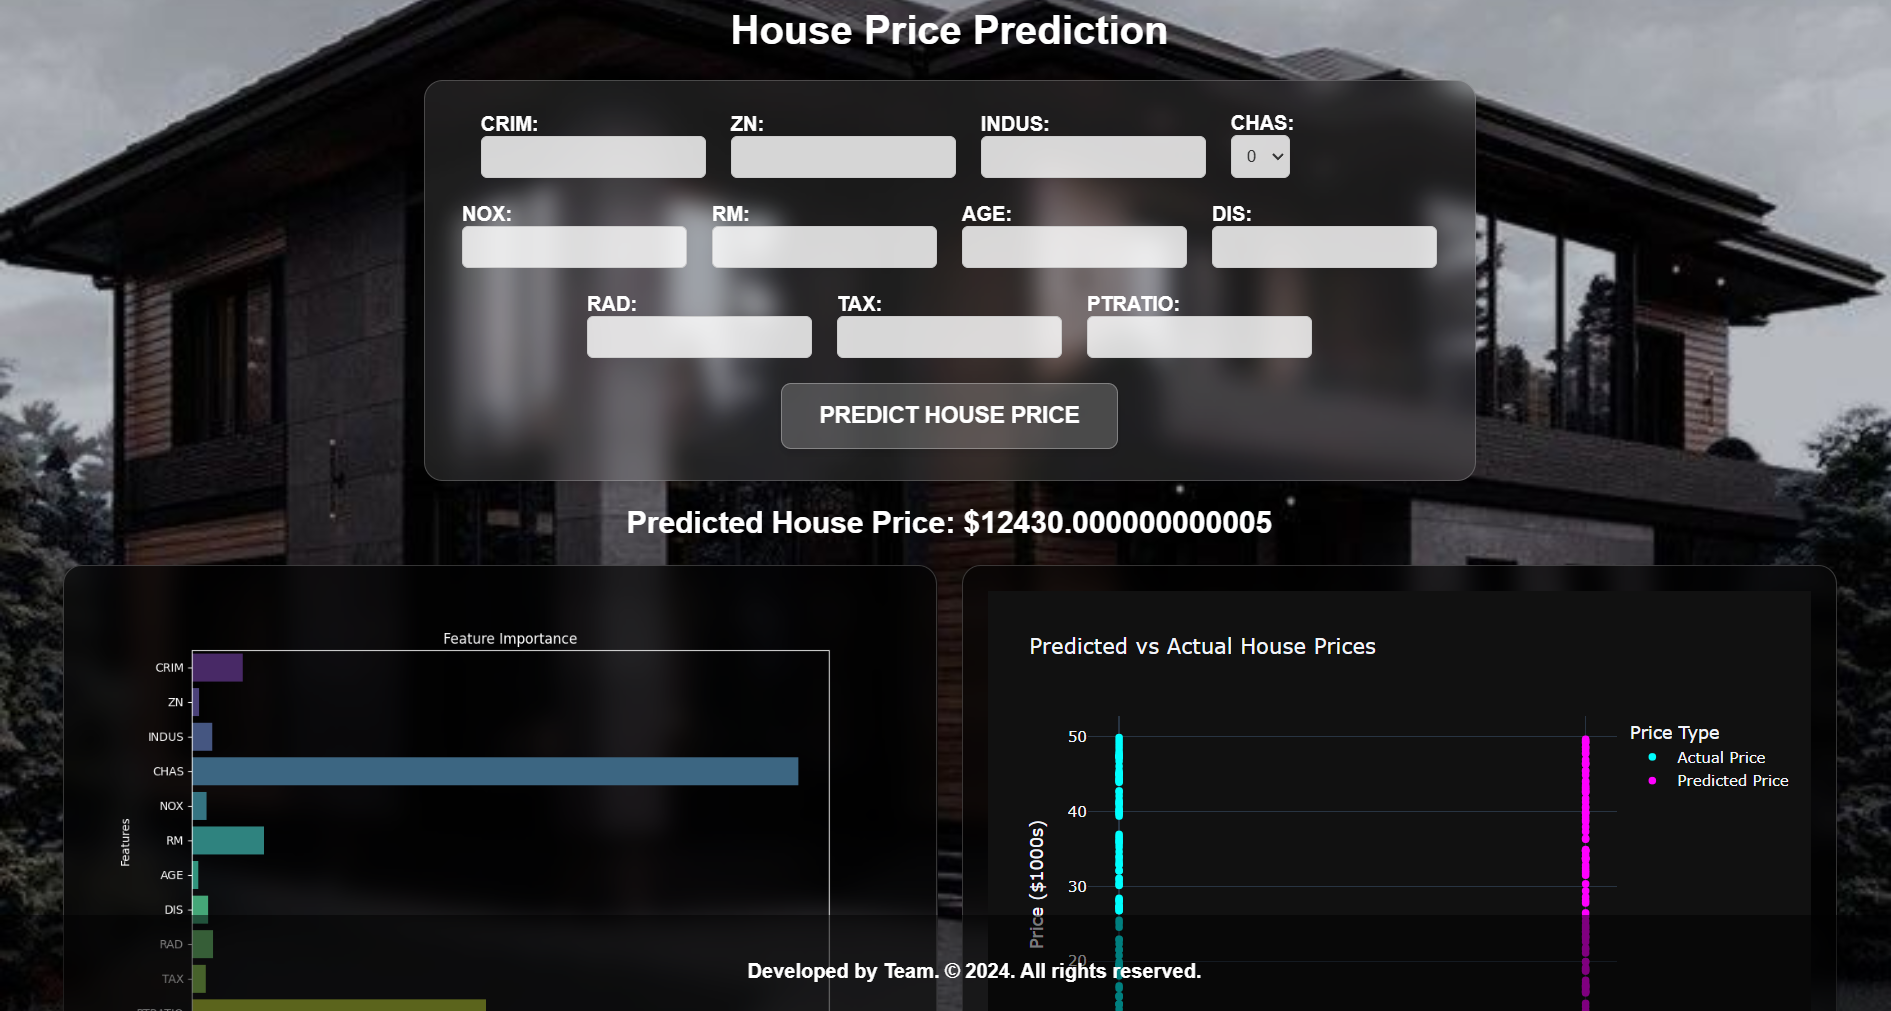 House Price Prediction
CRIM: ZN: INDUS: CHAS:
0
NOX: RM: AGE: DIS:
RAD: TAX: PTRATIO:
PREDICT HOUSE PRICE
Predicted House Price: $12430.000000000005
Feature Importance
CRIM
ZN
INDUS
CHAS
NOX
RM
AGE
DIS
RAD
TAX
PTRATIO
Features
Predicted vs Actual House Prices
50
40
30
20
Price ($1000s)
Price Type
Actual Price
Predicted Price
Developed by Team. © 2024. All rights reserved.